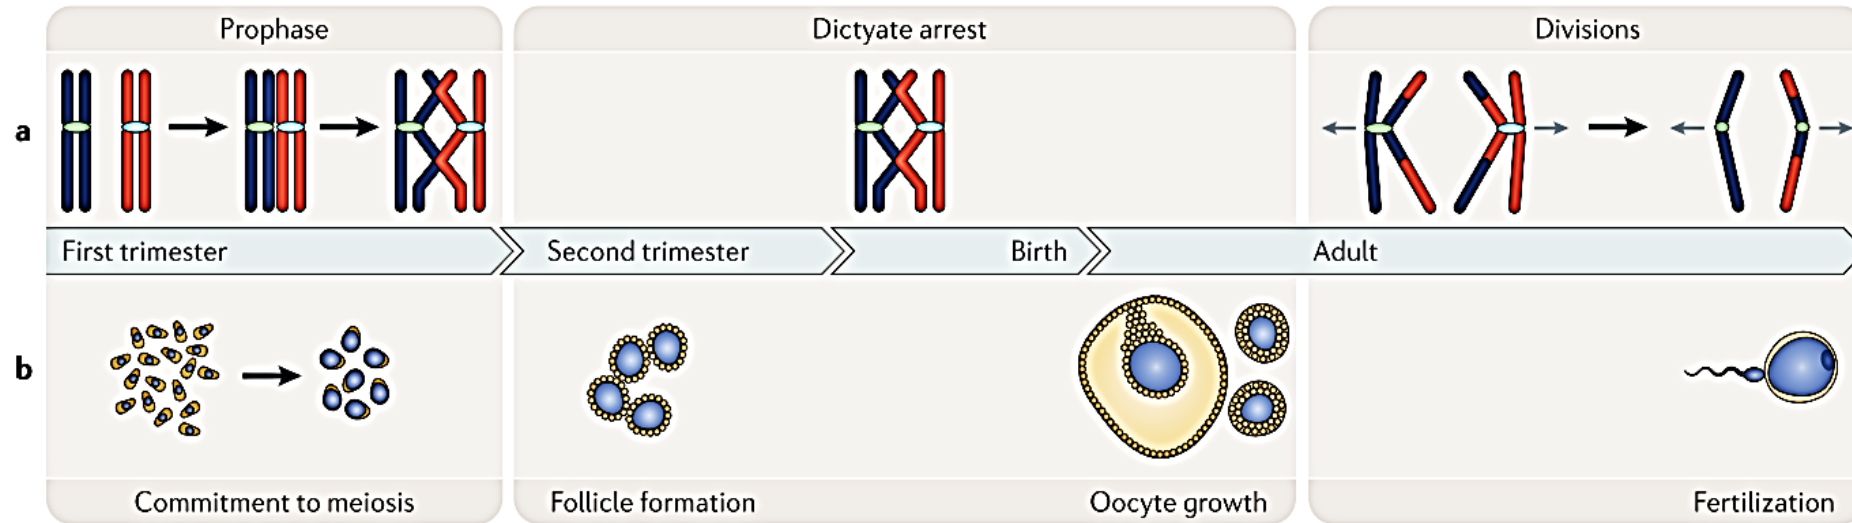 Prophase
Dictyate arrest
Divisions
a
First trimester
Second trimester
Birth
Adult
b
Commitment to meiosis
Follicle formation
Oocyte growth
Fertilization